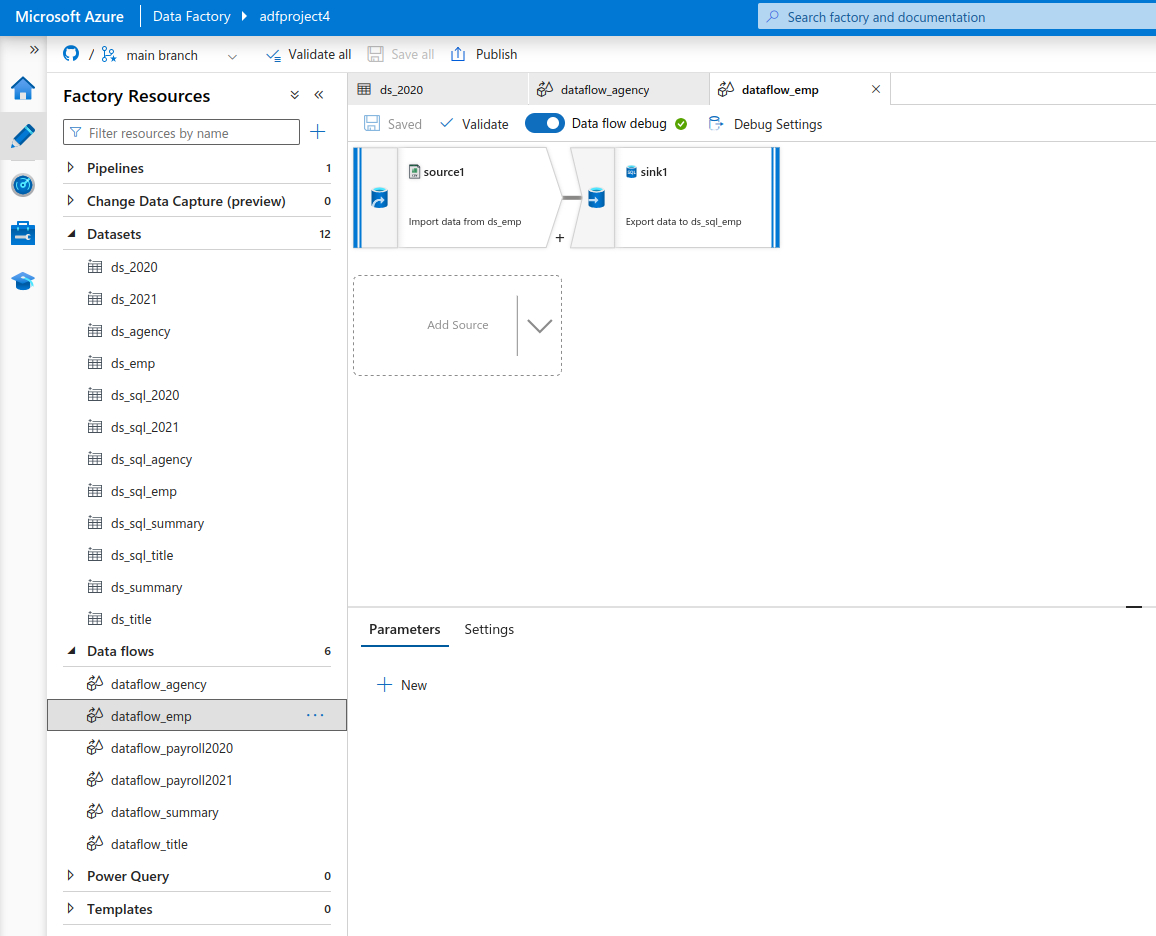 Microsoft Azure
Data Factory
adfproject4
Search factory and documentation
/
main branch
Validate all
Save all
Publish
Factory Resources
Filter resources by name
Pipelines
1
Change Data Capture (preview)
0
Datasets
12
ds_2020
ds_2021
ds_agency
ds_emp
ds_sql_2020
ds_sql_2021
ds_sql_agency
ds_sql_emp
ds_sql_summary
ds_sql_title
ds_summary
ds_title
Data flows
6
dataflow_agency
dataflow_emp
dataflow_payroll2020
dataflow_payroll2021
dataflow_summary
dataflow_title
Power Query
0
Templates
0
ds_2020
dataflow_agency
dataflow_emp
Saved
Validate
Data flow debug
Debug Settings
source1
Import data from ds_emp
+
sink1
Export data to ds_sql_emp
Add Source
Parameters
Settings
New